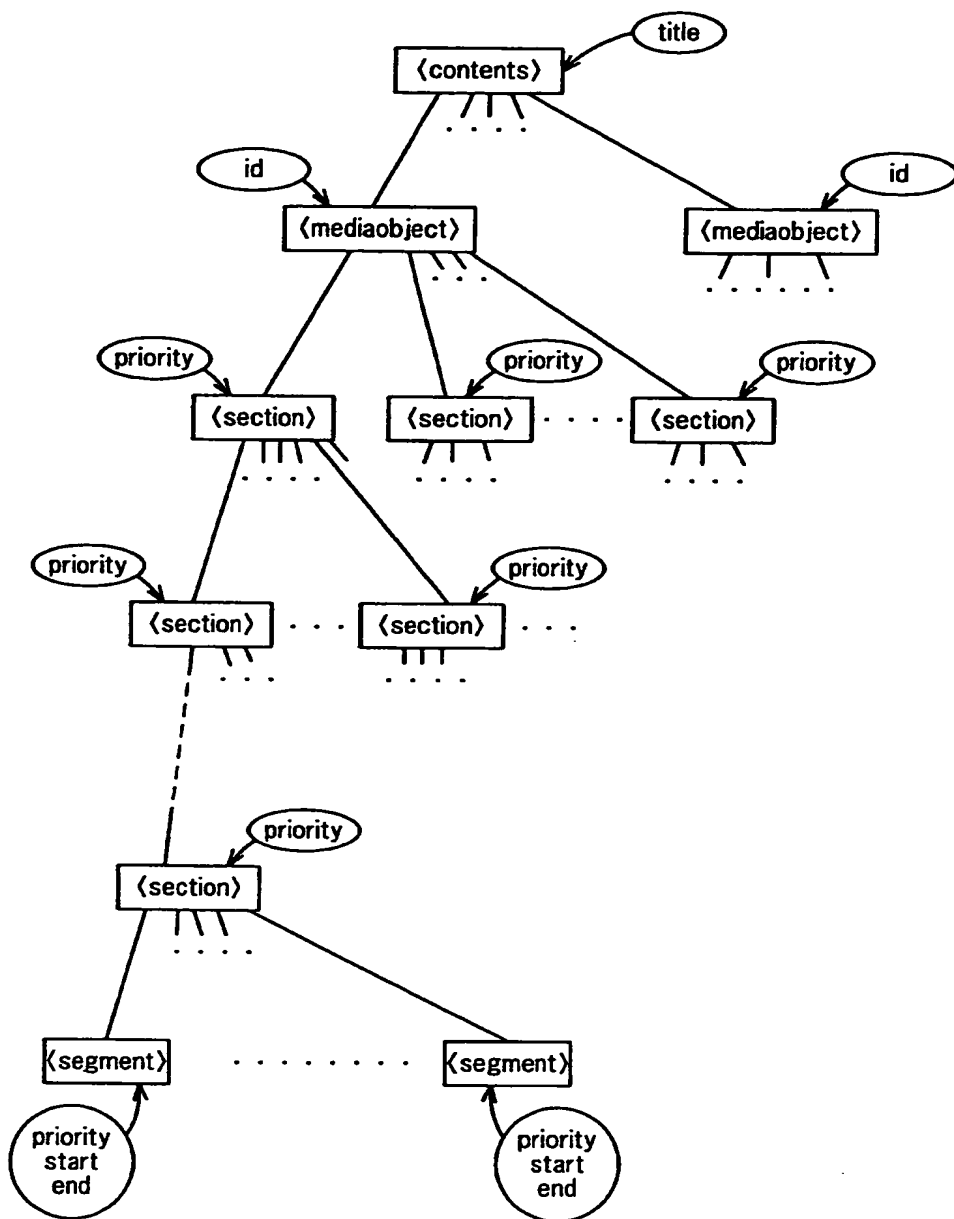 title
〈contents〉
id
id
〈mediaobject〉
〈mediaobject〉
priority
priority
priority
〈section〉
〈section〉
〈section〉
priority
priority
〈section〉
〈section〉
priority
〈section〉
〈segment〉
〈segment〉
priority
start
end
priority
start
end